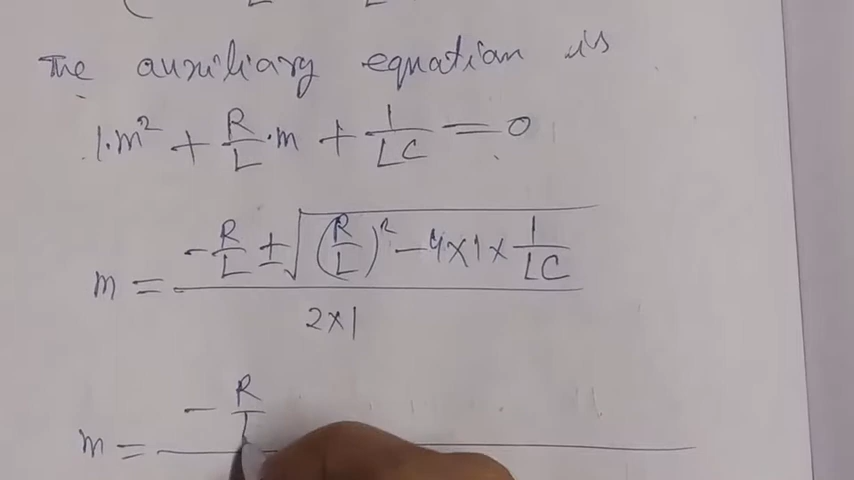 The auxiliary equation is
1·m² + R/L·m + 1/LC = 0
m = (-R/L ± √((R/L)² - 4×1×1/LC))/(2×1)
m = - R/L